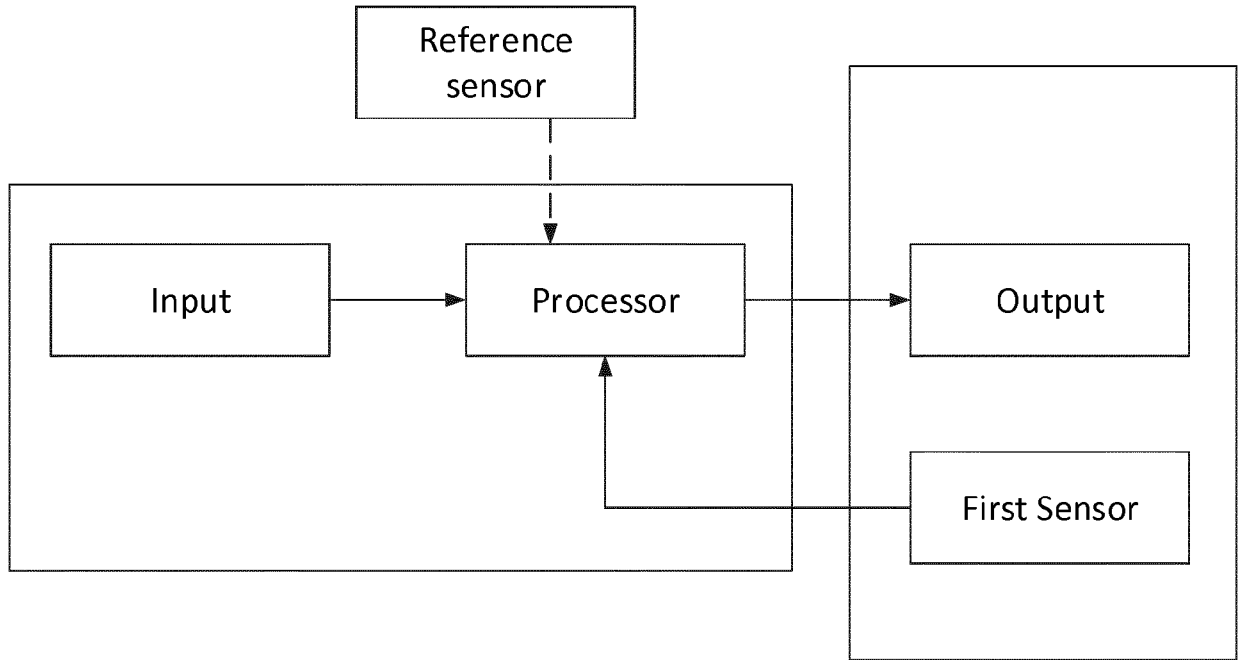 Reference
sensor
Input
Processor
Output
First Sensor